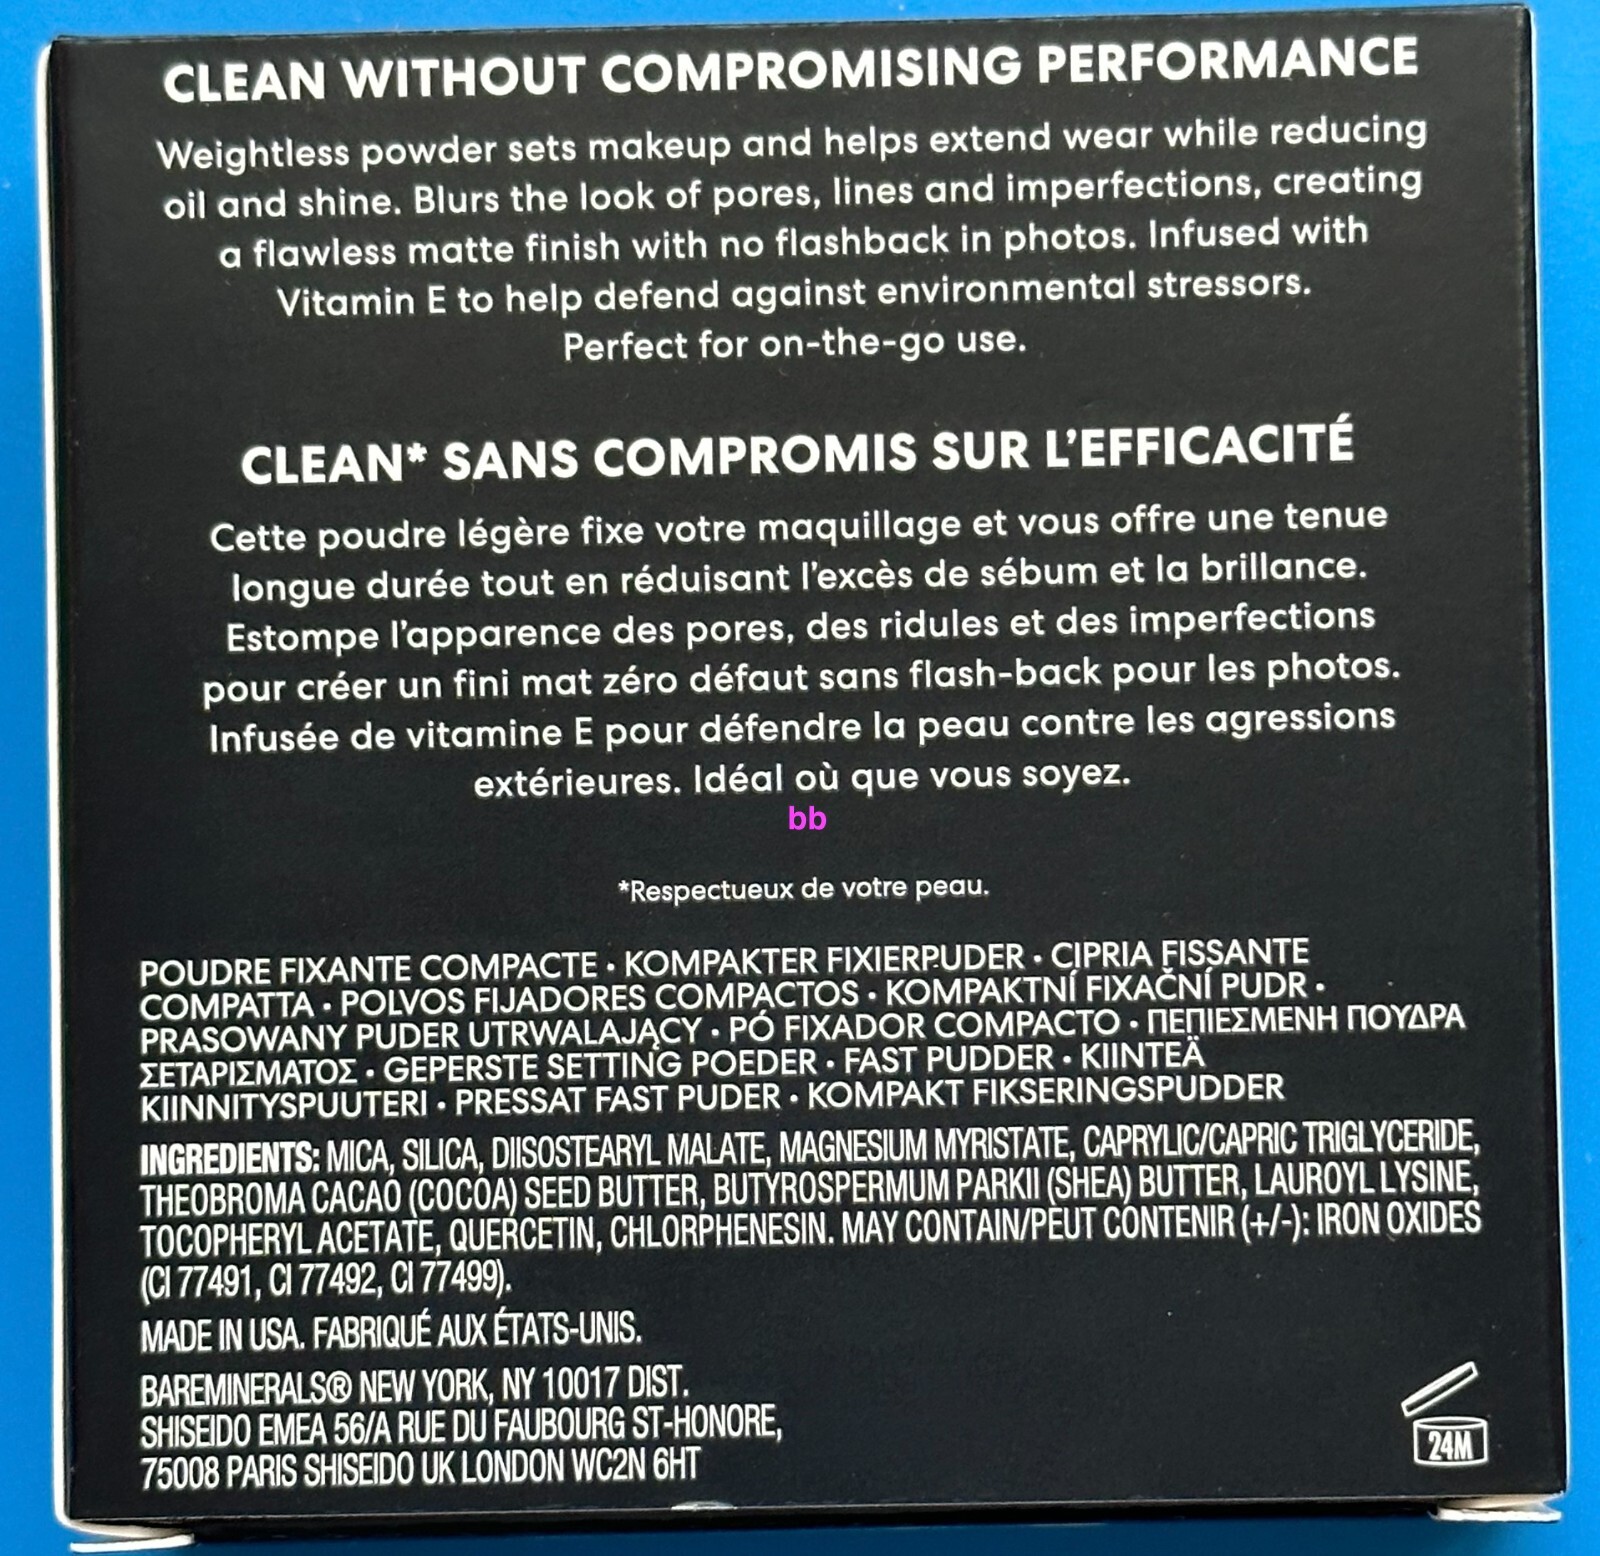 CLEAN WITHOUT COMPROMISING PERFORMANCE
Weightless powder sets makeup and helps extend wear while reducing
oil and shine. Blurs the look of pores, lines and imperfections, creating
a flawless matte finish with no flashback in photos. Infused with
Vitamin E to help defend against environmental stressors.
Perfect for on-the-go use.
CLEAN* SANS COMPROMIS SUR L'EFFICACITÉ
Cette poudre légère fixe votre maquillage et vous offre une tenue
longue durée tout en réduisant l'excès de sébum et la brillance.
Estompe l'apparence des pores, des ridules et des imperfections
pour créer un fini mat zéro défaut sans flash-back pour les photos.
Infusée de vitamine E pour défendre la peau contre les agressions
extérieures. Idéal où que vous soyez.
bb
*Respectueux de votre peau.
POUDRE FIXANTE COMPACTE • KOMPAKTER FIXIERPUDER • CIPRIA FISSANTE
COMPATTA • POLVOS FIJADORES COMPACTOS • KOMPAKTNÍ FIXAČNÍ PUDR •
PRASOWANY PUDER UTRWALAJĄCY • PÓ FIXADOR COMPACTO • ΠΕΠΙΕΣΜΕΝΗ ΠΟΥΔΡΑ
ΣΕΤΑΡΙΣΜΑΤΟΣ • GEPERSTE SETTING POEDER • FAST PUDDER • KIINTEÄ
KIINNITYSPUUTERI • PRESSAT FAST PUDER • KOMPAKT FIKSERINGSPUDDER
INGREDIENTS: MICA, SILICA, DIISOSTEARYL MALATE, MAGNESIUM MYRISTATE, CAPRYLIC/CAPRIC TRIGLYCERIDE,
THEOBROMA CACAO (COCOA) SEED BUTTER, BUTYROSPERMUM PARKII (SHEA) BUTTER, LAUROYL LYSINE,
TOCOPHERYL ACETATE, QUERCETIN, CHLORPHENESIN. MAY CONTAIN/PEUT CONTENIR (+/-): IRON OXIDES
(CI 77491, CI 77492, CI 77499).
MADE IN USA. FABRIQUÉ AUX ÉTATS-UNIS.
BAREMINERALS® NEW YORK, NY 10017 DIST.
SHISEIDO EMEA 56/A RUE DU FAUBOURG ST-HONORE,
75008 PARIS SHISEIDO UK LONDON WC2N 6HT
24M